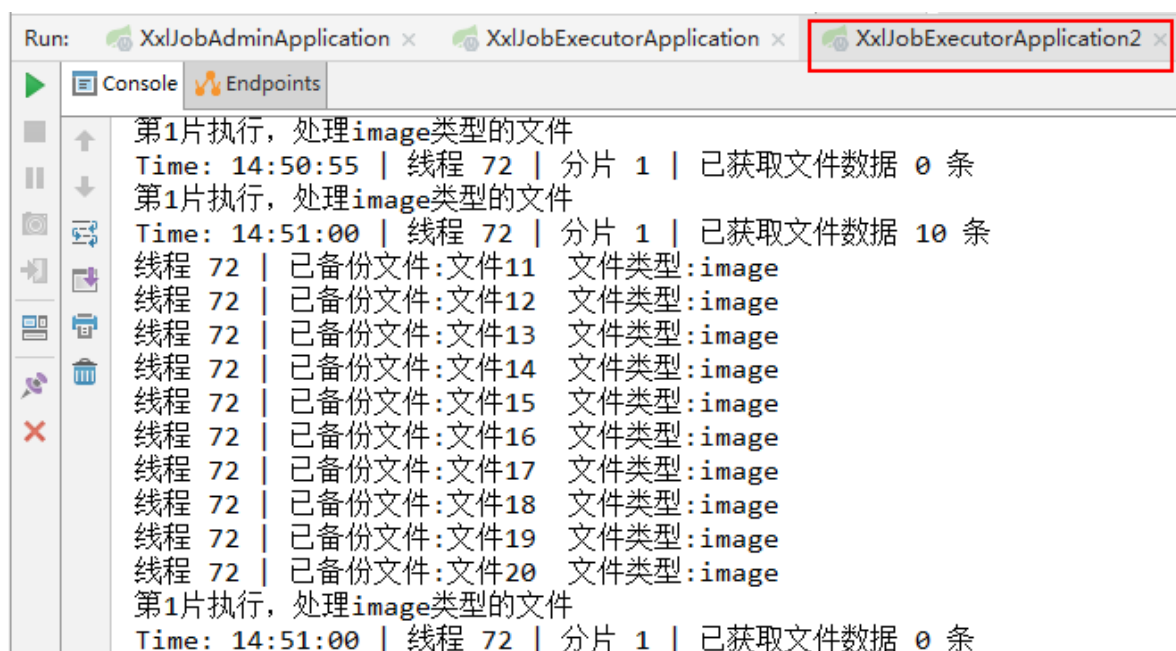 Run: XxlJobAdminApplication × XxlJobExecutorApplication × XxlJobExecutorApplication2 ×
Console Endpoints
第1片执行，处理image类型的文件
Time: 14:50:55 | 线程 72 | 分片 1 | 已获取文件数据 0 条
第1片执行，处理image类型的文件
Time: 14:51:00 | 线程 72 | 分片 1 | 已获取文件数据 10 条
线程 72 | 已备份文件:文件11  文件类型:image
线程 72 | 已备份文件:文件12  文件类型:image
线程 72 | 已备份文件:文件13  文件类型:image
线程 72 | 已备份文件:文件14  文件类型:image
线程 72 | 已备份文件:文件15  文件类型:image
线程 72 | 已备份文件:文件16  文件类型:image
线程 72 | 已备份文件:文件17  文件类型:image
线程 72 | 已备份文件:文件18  文件类型:image
线程 72 | 已备份文件:文件19  文件类型:image
线程 72 | 已备份文件:文件20  文件类型:image
第1片执行，处理image类型的文件
Time: 14:51:00 | 线程 72 | 分片 1 | 已获取文件数据 0 条